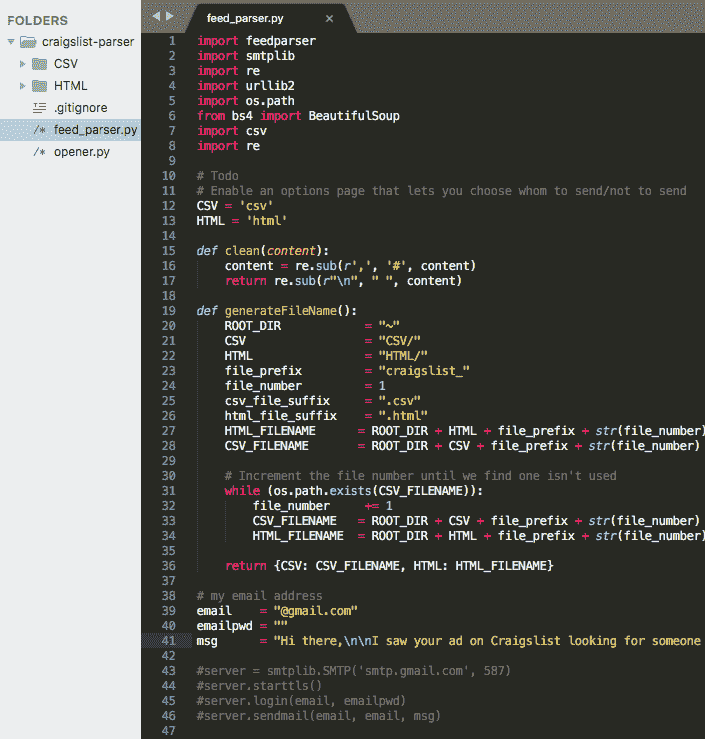 FOLDERS
craigslist-parser
CSV
HTML
.gitignore
feed_parser.py
opener.py
feed_parser.py
1 import feedparser
2 import smtplib
3 import re
4 import urllib2
5 import os.path
6 from bs4 import BeautifulSoup
7 import csv
8 import re
9
10 # Todo
11 # Enable an options page that lets you choose whom to send/not to send
12 CSV = 'csv'
13 HTML = 'html'
14
15 def clean(content):
16     content = re.sub(r',', '#', content)
17     return re.sub(r"\n", " ", content)
18
19 def generateFileName():
20     ROOT_DIR = "~"
21     CSV = "CSV/"
22     HTML = "HTML/"
23     file_prefix = "craigslist_"
24     file_number = 1
25     csv_file_suffix = ".csv"
26     html_file_suffix = ".html"
27     HTML_FILENAME = ROOT_DIR + HTML + file_prefix + str(file_number)
28     CSV_FILENAME = ROOT_DIR + CSV + file_prefix + str(file_number)
29
30     # Increment the file number until we find one isn't used
31     while (os.path.exists(CSV_FILENAME)):
32         file_number += 1
33         CSV_FILENAME = ROOT_DIR + CSV + file_prefix + str(file_number)
34         HTML_FILENAME = ROOT_DIR + HTML + file_prefix + str(file_number)
35
36     return {CSV: CSV_FILENAME, HTML: HTML_FILENAME}
37
38 # my email address
39 email = "@gmail.com"
40 emailpwd = ""
41 msg = "Hi there,\n\nI saw your ad on Craigslist looking for someone
42
43 #server = smtplib.SMTP('smtp.gmail.com', 587)
44 #server.starttls()
45 #server.login(email, emailpwd)
46 #server.sendmail(email, email, msg)
47